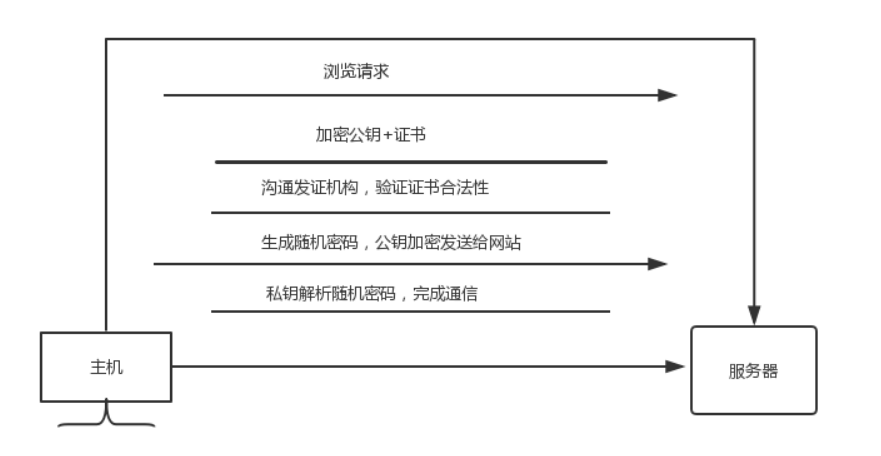 浏览请求
加密公钥+证书
沟通发证机构，验证证书合法性
生成随机密码，公钥加密发送给网站
私钥解析随机密码，完成通信
主机
服务器